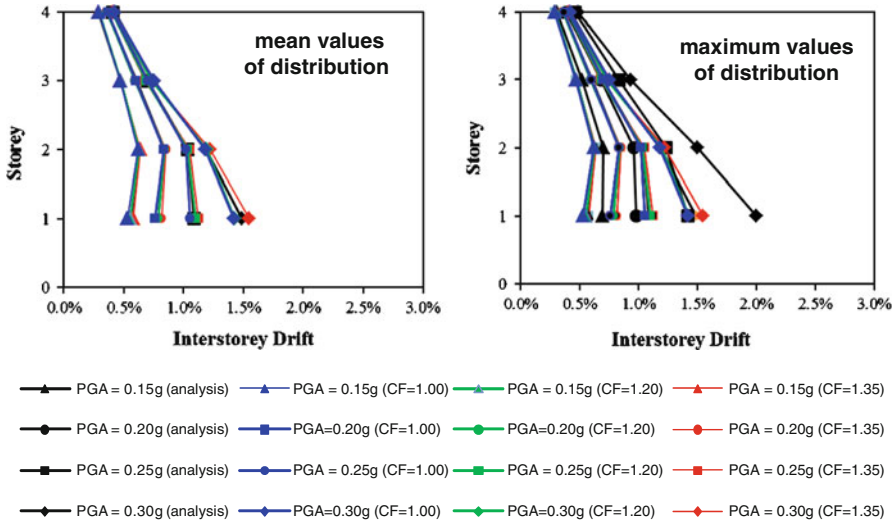 mean values
of distribution
4
3
2
1
0
Storey
0.0% 0.5% 1.0% 1.5% 2.0% 2.5% 3.0%
Interstorey Drift
maximum values
of distribution
4
3
2
1
0
0.0% 0.5% 1.0% 1.5% 2.0% 2.5% 3.0%
Interstorey Drift
PGA = 0.15g (analysis) PGA = 0.15g (CF=1.00) PGA = 0.15g (CF=1.20) PGA = 0.15g (CF=1.35)
PGA = 0.20g (analysis) PGA=0.20g (CF=1.00) PGA=0.20g (CF=1.20) PGA = 0.20g (CF=1.35)
PGA = 0.25g (analysis) PGA = 0.25g (CF=1.00) PGA = 0.25g (CF=1.20) PGA = 0.25g (CF=1.35)
PGA = 0.30g (analysis) PGA=0.30g (CF=1.00) PGA=0.30g (CF=1.20) PGA = 0.30g (CF=1.35)